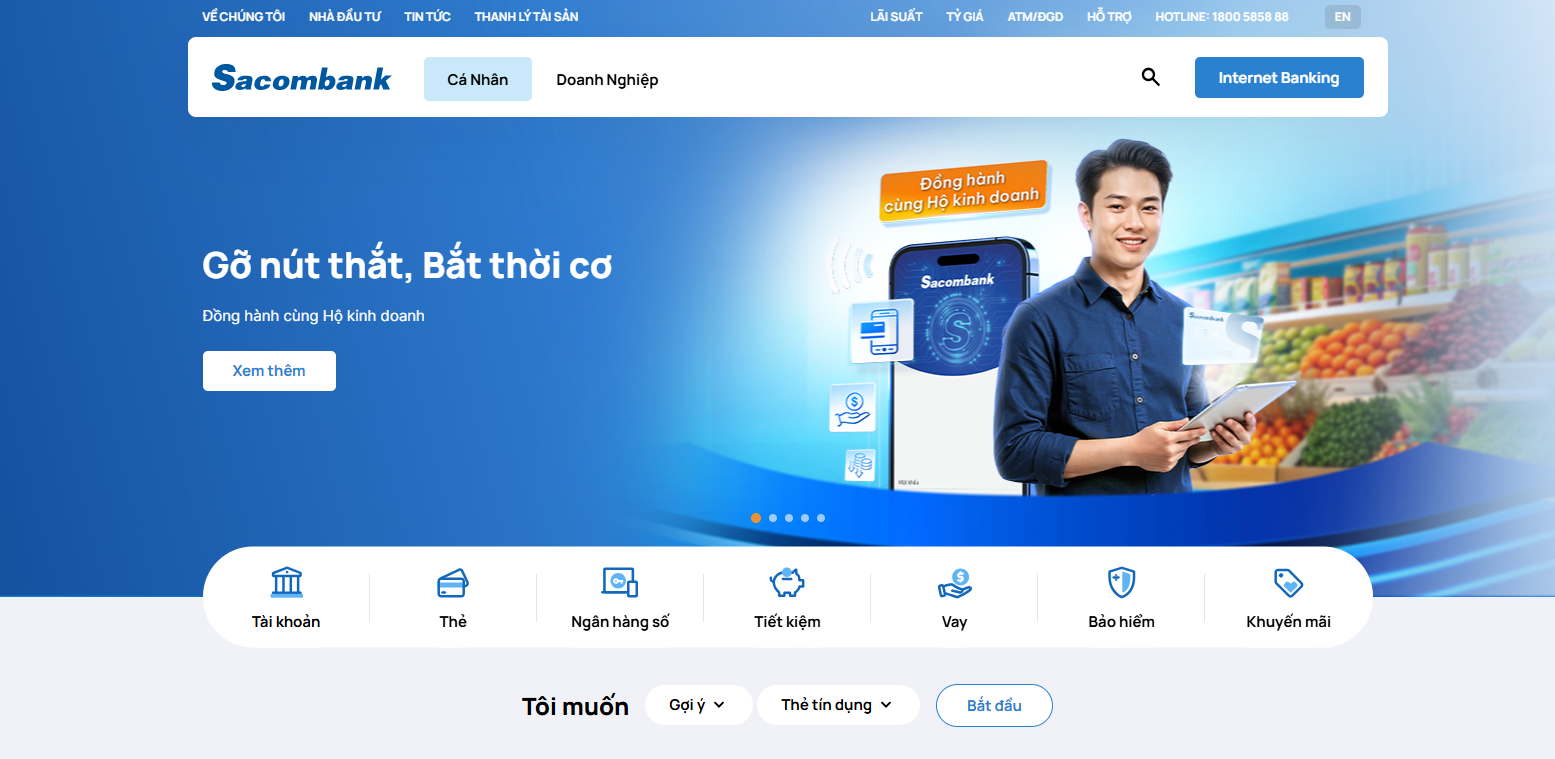 VỀ CHÚNG TÔI NHÀ ĐẦU TƯ TIN TỨC THANH LÝ TÀI SẢN LÃI SUẤT TỶ GIÁ ATM/ĐGD HỖ TRỢ HOTLINE: 1800 5858 88 EN
Sacombank Cá Nhân Doanh Nghiệp Internet Banking
Đồng hành
cùng Hộ kinh doanh
Sacombank
Sacombank
Gỡ nút thắt, Bắt thời cơ
Đồng hành cùng Hộ kinh doanh
Xem thêm
Mật khẩu
Tài khoản Thẻ Ngân hàng số Tiết kiệm Vay Bảo hiểm Khuyến mãi
Tôi muốn Gợi ý Thẻ tín dụng Bắt đầu